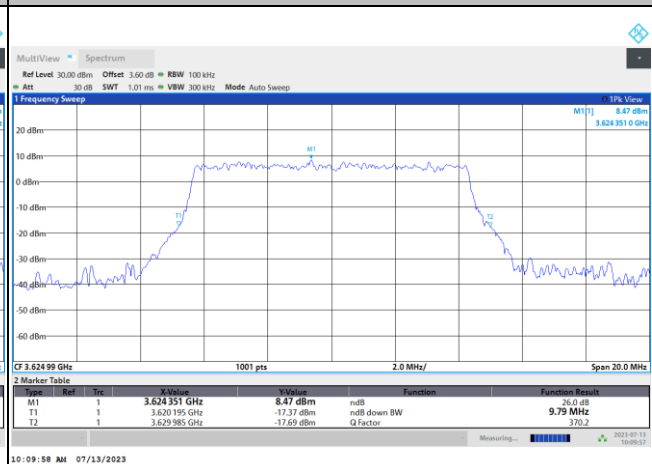 MultiView Spectrum
Ref Level 30.00 dBm Offset 3.60 dB RBW 100 kHz
Att 30 dB SWT 1.01 ms VBW 300 kHz Mode Auto Sweep
1 Frequency Sweep 1Pk View
M1[1] 8.47 dBm
3.624 351 0 GHz
20 dBm
M1
10 dBm
0 dBm
-10 dBm
T1
T2
-20 dBm
-30 dBm
-40 dBm
-50 dBm
-60 dBm
CF 3.624 99 GHz 1001 pts 2.0 MHz/ Span 20.0 MHz
2 Marker Table
Type Ref Trc X-Value Y-Value Function Function Result
M1 1 3.624 351 GHz 8.47 dBm ndB 26.0 dB
T1 1 3.620 195 GHz -17.37 dBm ndB down BW 9.79 MHz
T2 1 3.629 985 GHz -17.69 dBm Q Factor 370.2
Measuring... 2023-07-13
10:09:57
10:09:58 AM 07/13/2023